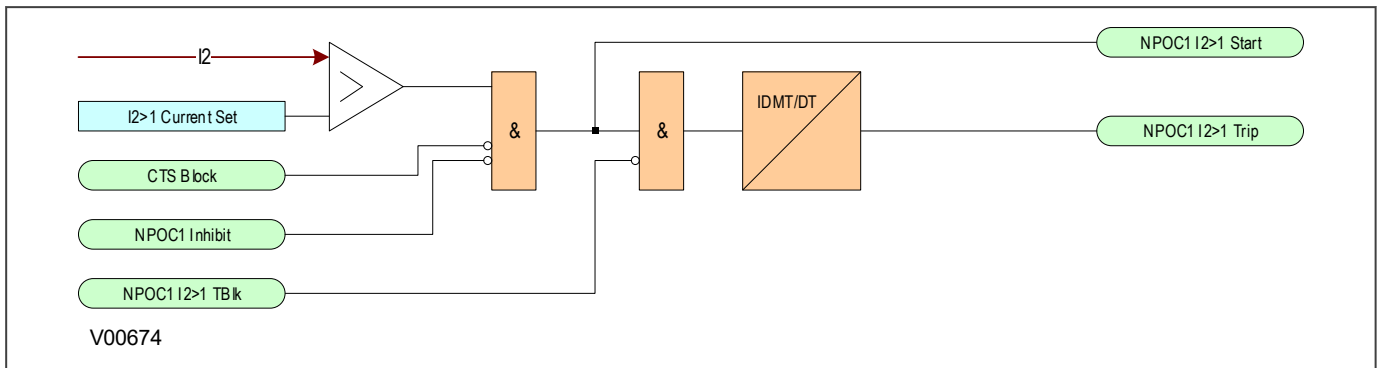 I2
NPOC1 I2>1 Start
>
I2>1 Current Set
&
&
IDMT/DT
NPOC1 I2>1 Trip
CTS Block
NPOC1 Inhibit
NPOC1 I2>1 TBlk
V00674